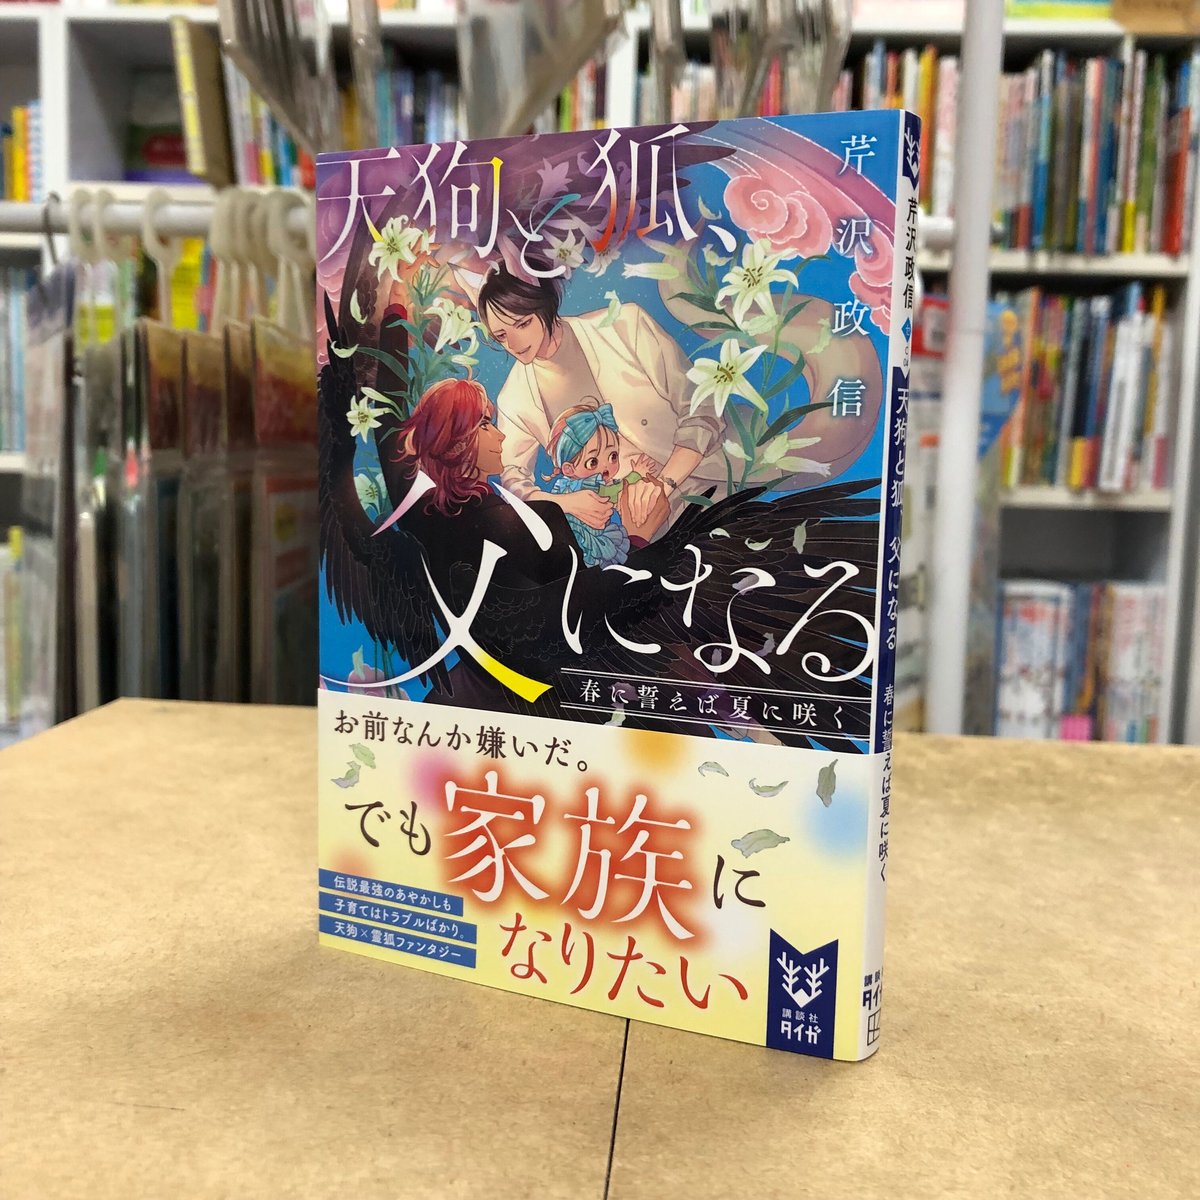 天狗と狐、
父になる
春に誓えば夏に咲く
芹沢政信
お前なんか嫌いだ。
でも家族に
なりたい
伝説最強のあやかしも
子育てはトラブルばかり。
天狗×霊狐ファンタジー
講談社
タイガ
芹沢政信
天狗と狐、父になる
春に誓えば夏に咲く
講談
タイガ